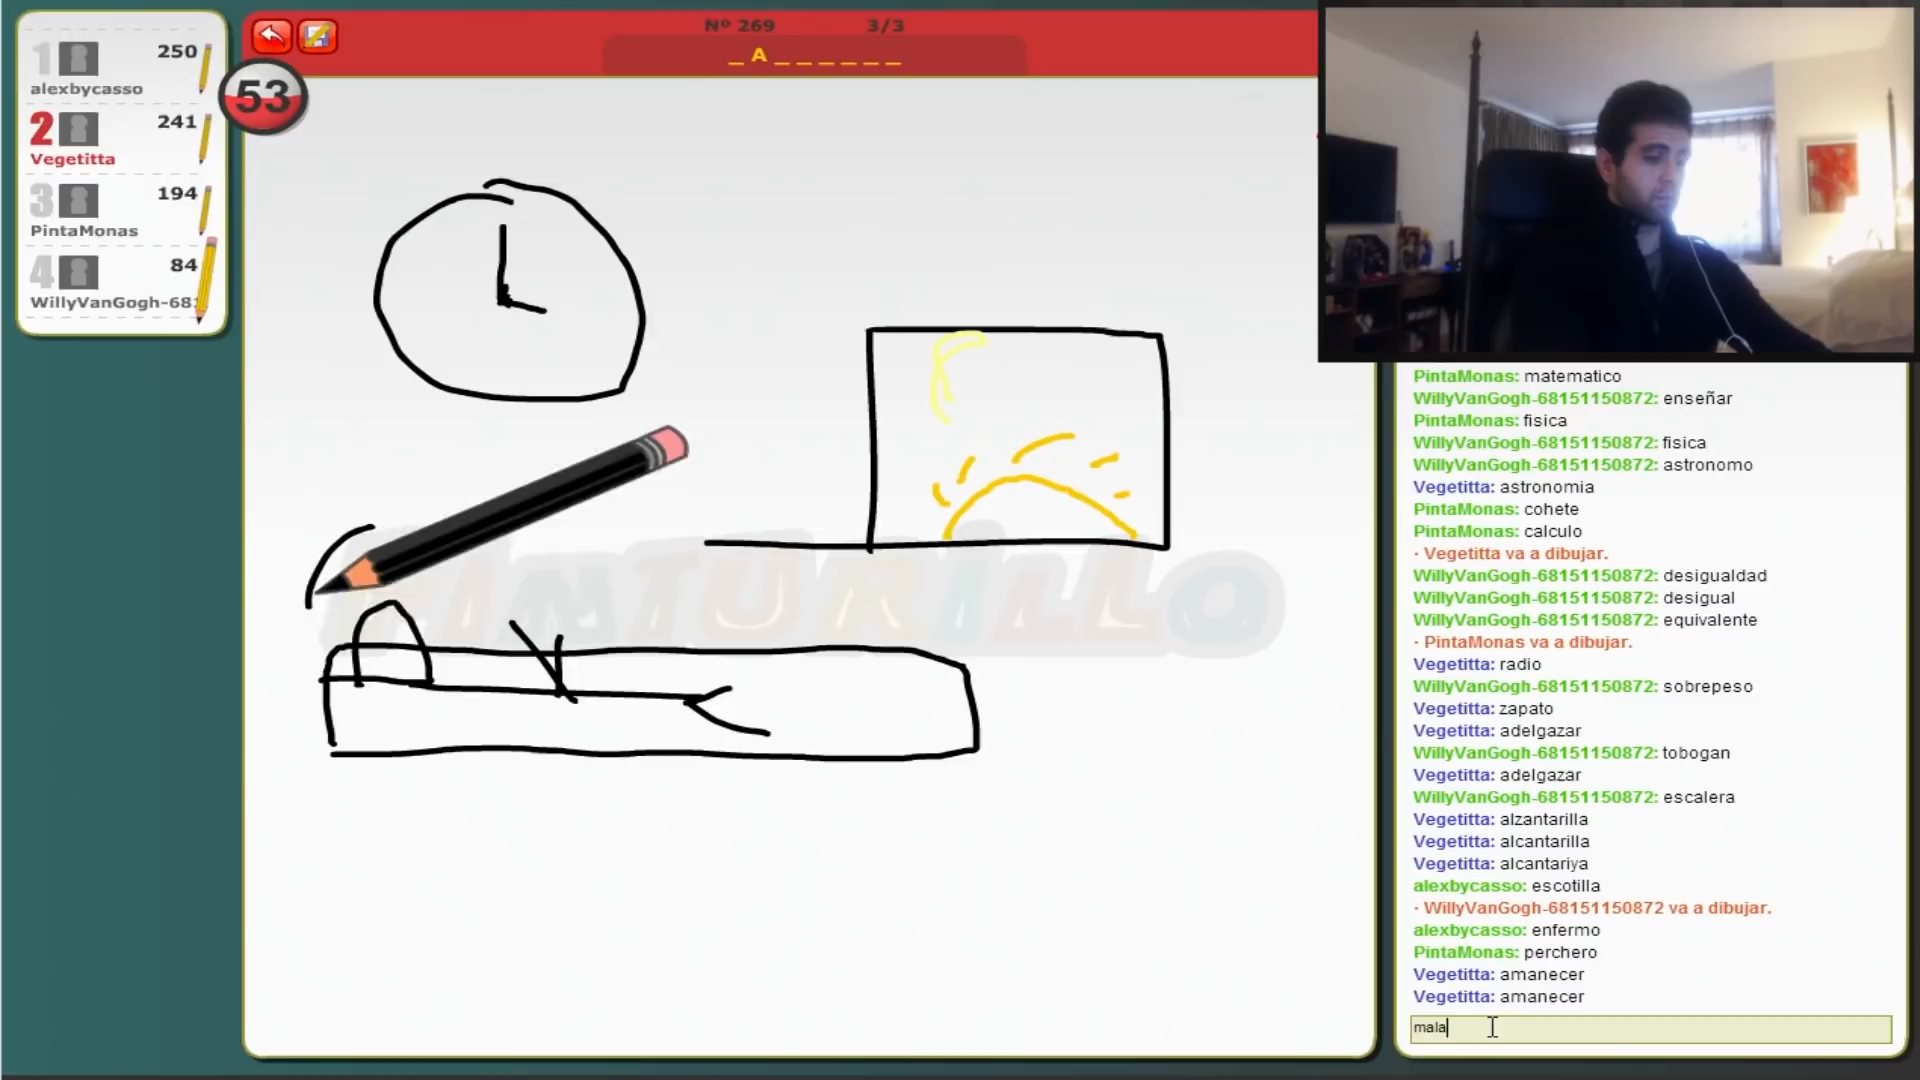 1
250
alexbycasso
2
241
Vegetitta
3
194
PintaMonas
4
84
WillyVanGogh-681
53
Nº 269 3/3
_ A _ _ _ _ _ _
PINTURILLO
PintaMonas: matematico
WillyVanGogh-68151150872: enseñar
PintaMonas: fisica
WillyVanGogh-68151150872: fisica
WillyVanGogh-68151150872: astronomo
Vegetitta: astronomia
PintaMonas: cohete
PintaMonas: calculo
· Vegetitta va a dibujar.
WillyVanGogh-68151150872: desigualdad
WillyVanGogh-68151150872: desigual
WillyVanGogh-68151150872: equivalente
· PintaMonas va a dibujar.
Vegetitta: radio
WillyVanGogh-68151150872: sobrepeso
Vegetitta: zapato
Vegetitta: adelgazar
WillyVanGogh-68151150872: tobogan
Vegetitta: adelgazar
WillyVanGogh-68151150872: escalera
Vegetitta: alzantarilla
Vegetitta: alcantarilla
Vegetitta: alcantariya
alexbycasso: escotilla
· WillyVanGogh-68151150872 va a dibujar.
alexbycasso: enfermo
PintaMonas: perchero
Vegetitta: amanecer
Vegetitta: amanecer
mala